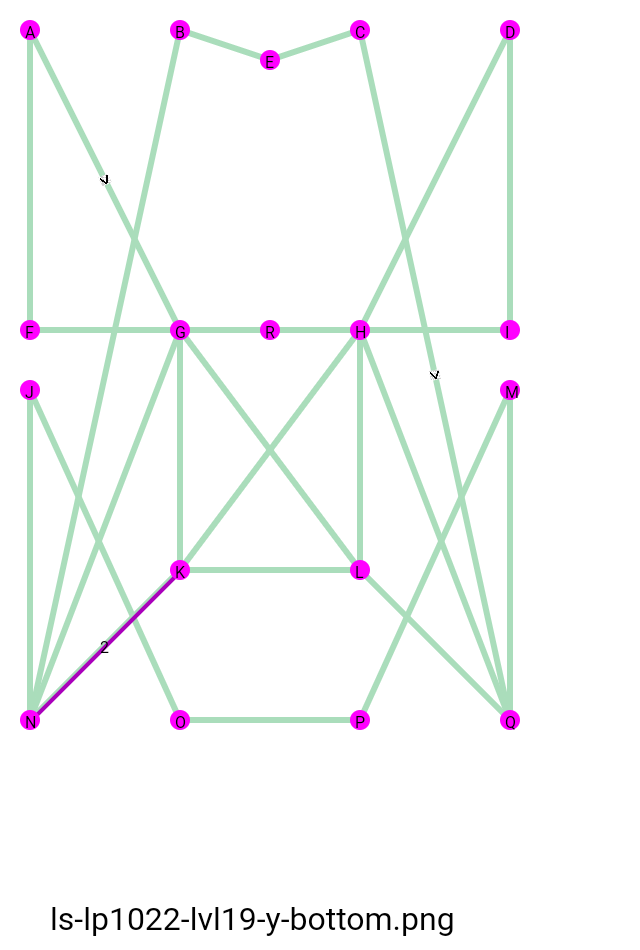 A B C D
E
F G R H I
J M
K L
2
N O P Q
ls-lp1022-lvl19-y-bottom.png